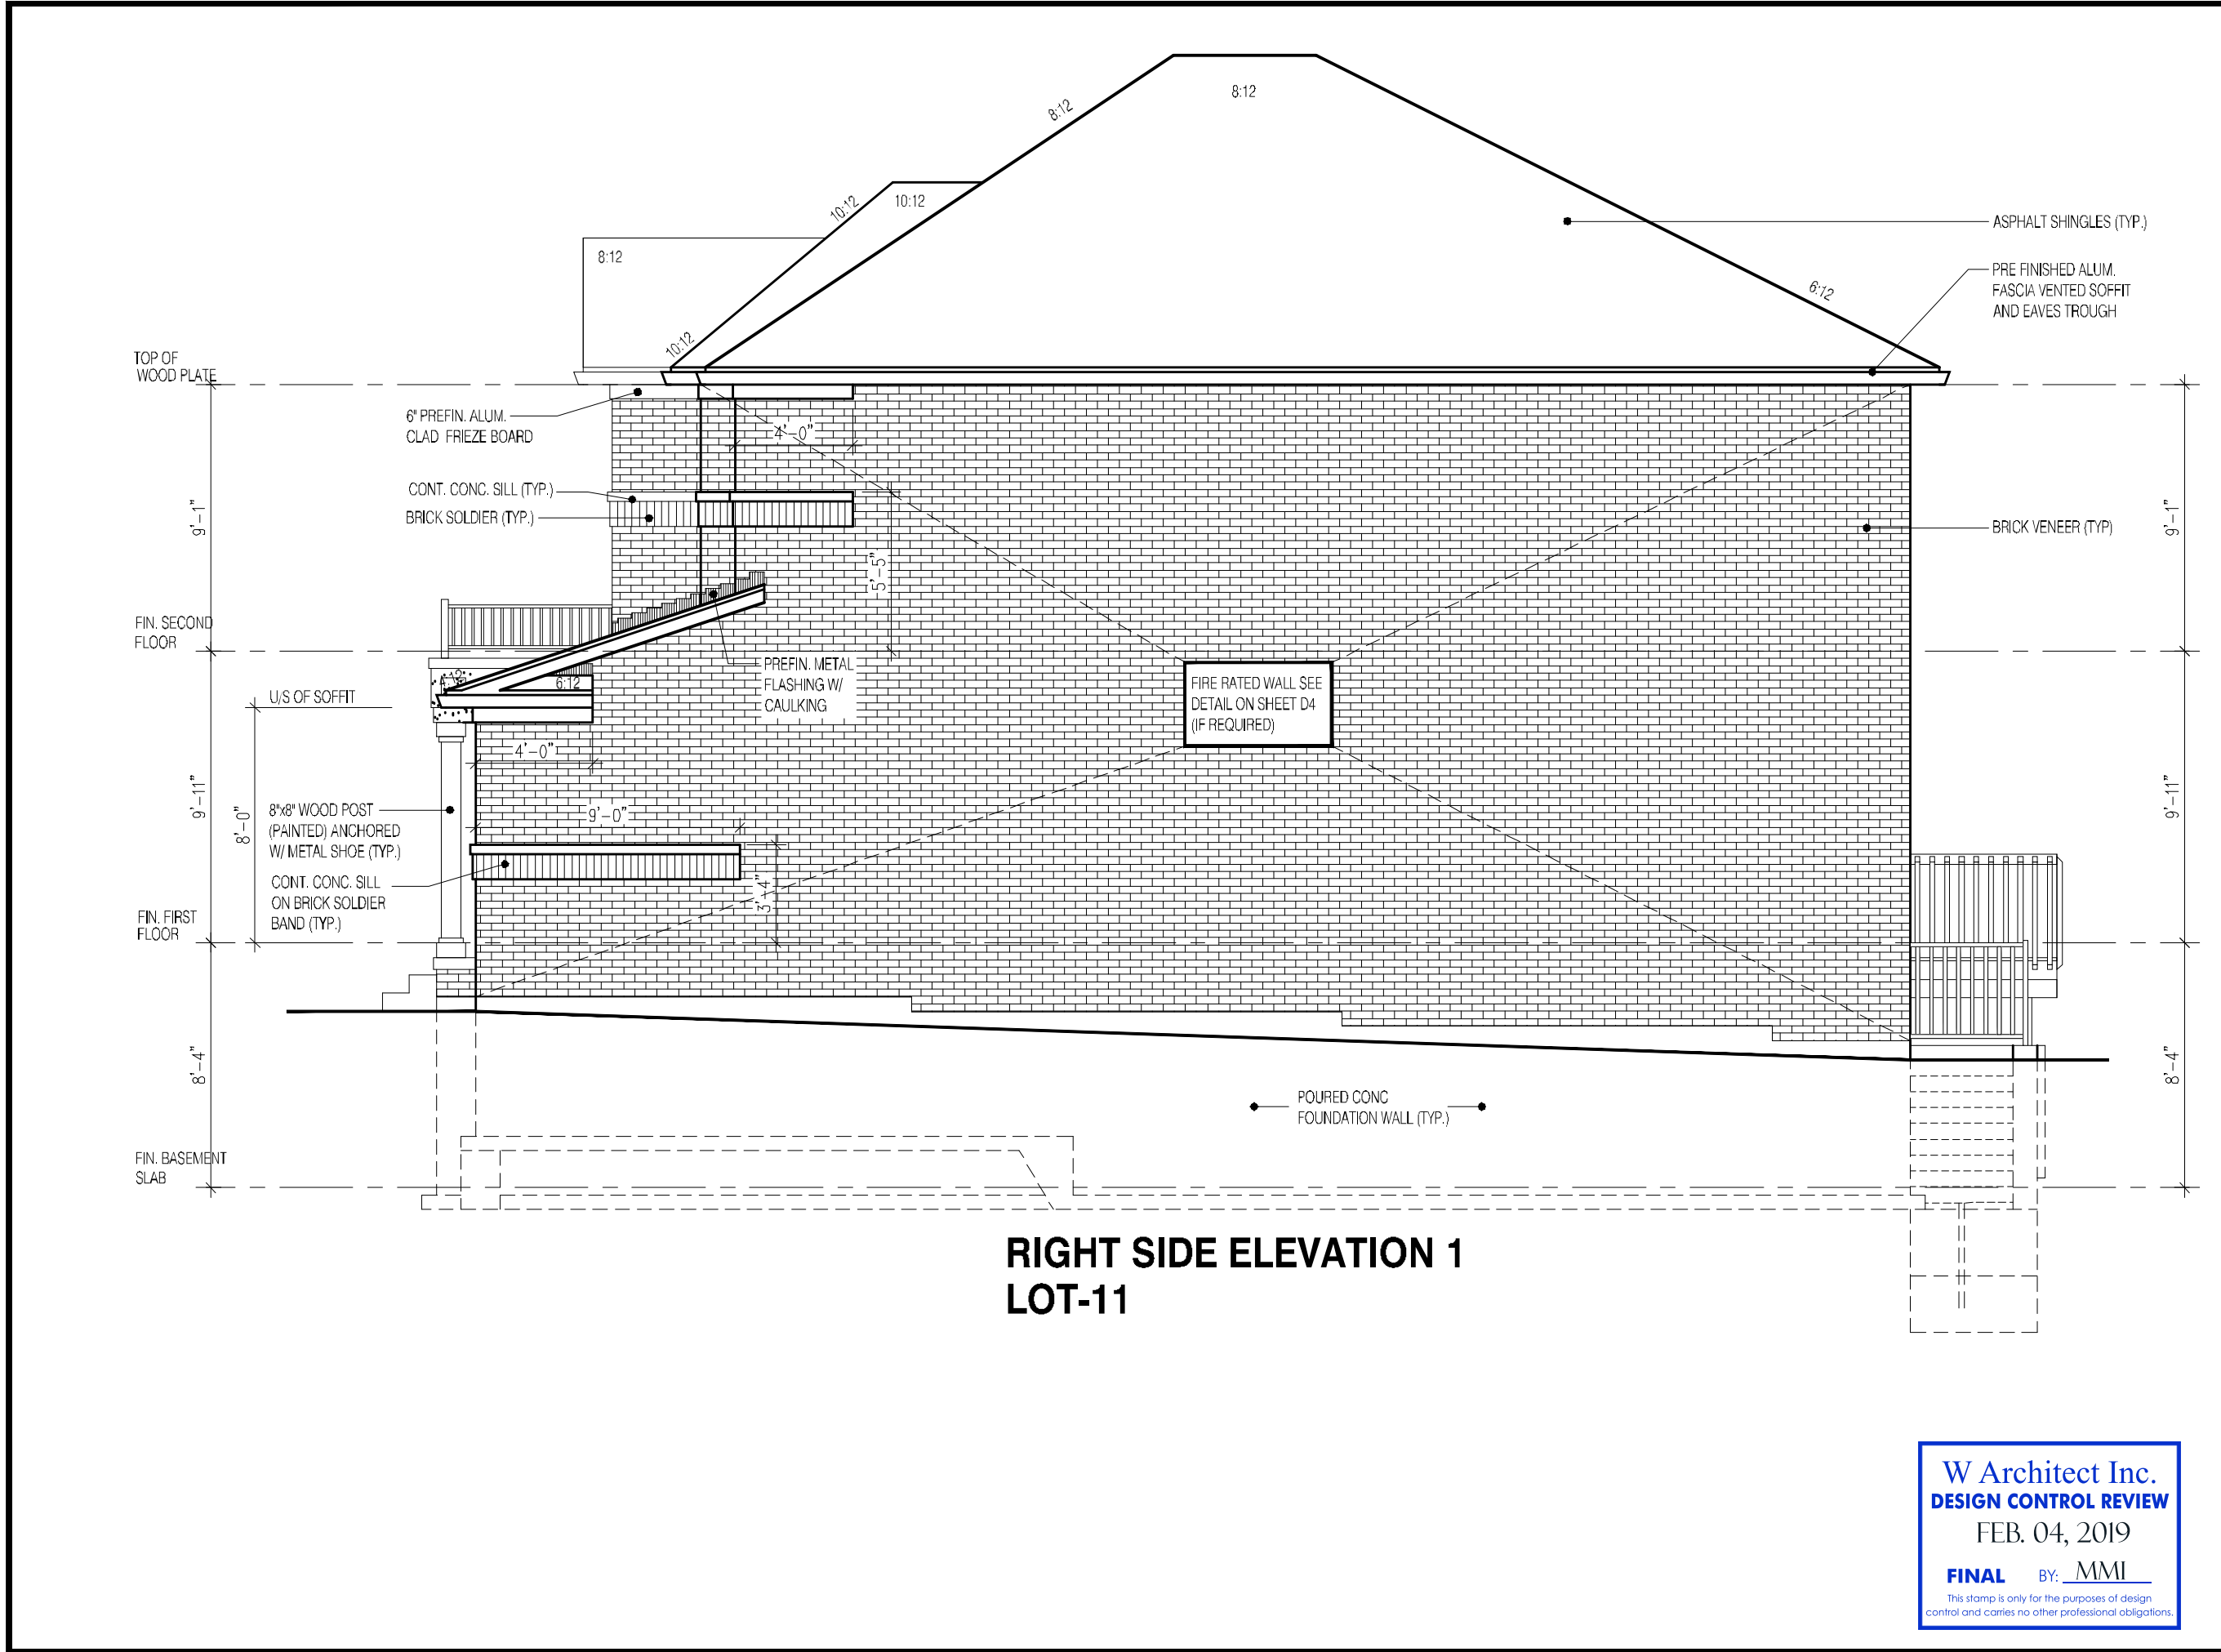 8:12
8:12
10:12
10:12
8:12
10:12
6:12
ASPHALT SHINGLES (TYP.)
PRE FINISHED ALUM.
FASCIA VENTED SOFFIT
AND EAVES TROUGH
TOP OF
WOOD PLATE
6" PREFIN. ALUM.
CLAD FRIEZE BOARD
4'-0"
CONT. CONC. SILL (TYP.)
BRICK SOLDIER (TYP.)
9'-1"
9'-1"
BRICK VENEER (TYP)
5'-5"
FIN. SECOND
FLOOR
PREFIN. METAL
FLASHING W/
CAULKING
4:12
6:12
U/S OF SOFFIT
FIRE RATED WALL SEE
DETAIL ON SHEET D4
(IF REQUIRED)
4'-0"
9'-11"
8'-0"
8"x8" WOOD POST
(PAINTED) ANCHORED
W/ METAL SHOE (TYP.)
9'-0"
9'-11"
CONT. CONC. SILL
ON BRICK SOLDIER
BAND (TYP.)
3'-4"
FIN. FIRST
FLOOR
8'-4"
8'-4"
POURED CONC
FOUNDATION WALL (TYP.)
FIN. BASEMENT
SLAB
RIGHT SIDE ELEVATION 1
LOT-11
W Architect Inc.
DESIGN CONTROL REVIEW
FEB. 04, 2019
FINAL BY: MMI
This stamp is only for the purposes of design
control and carries no other professional obligations.